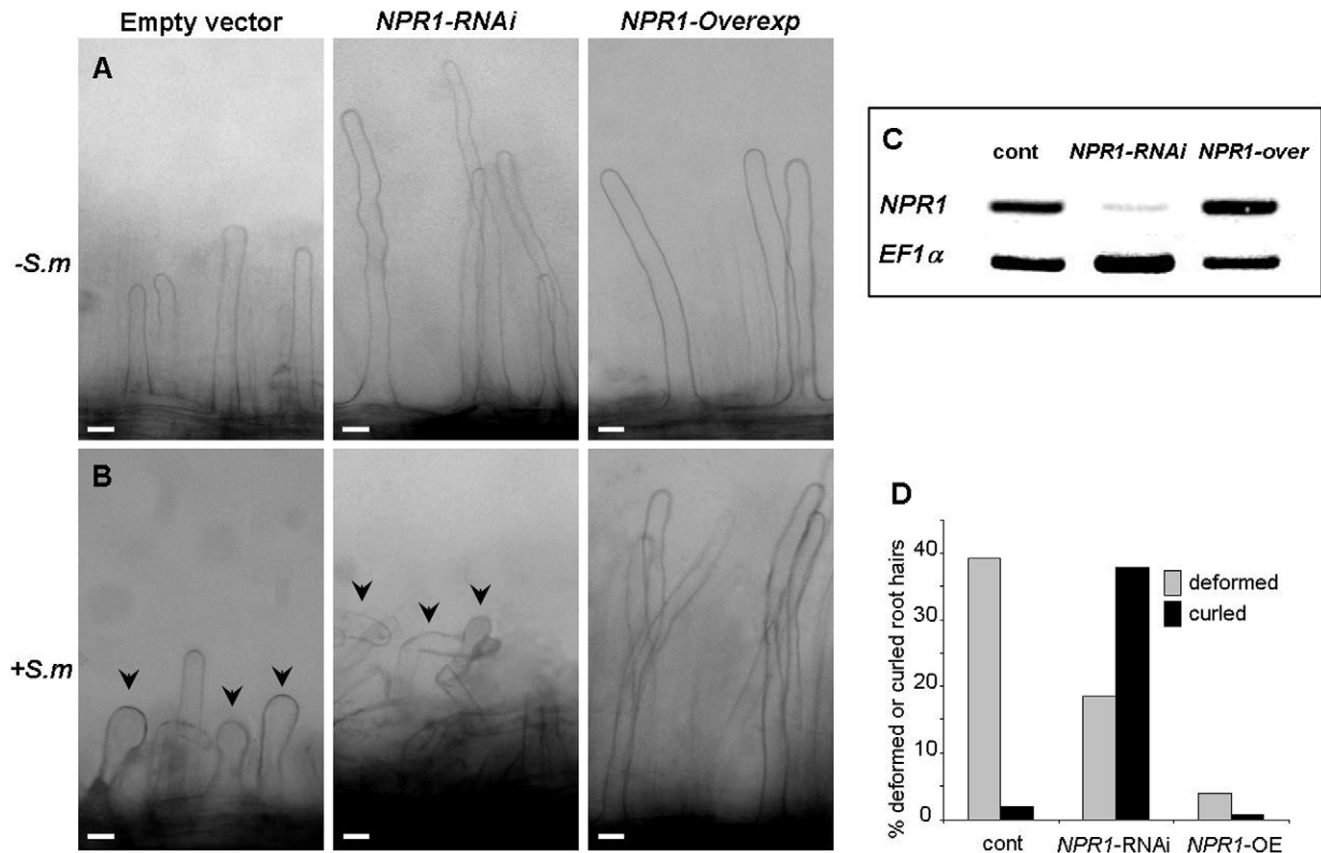 Empty vector NPR1-RNAi NPR1-Overexp
A
-S.m
B
+S.m
C
cont NPR1-RNAi NPR1-over
NPR1
EF1α
D
% deformed or curled root hairs
40
30
20
10
0
deformed
curled
cont NPR1-RNAi NPR1-OE